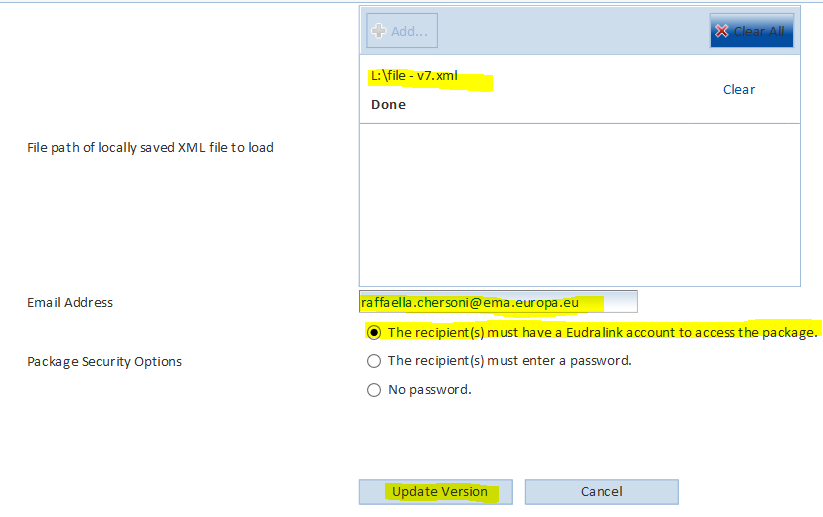 Add...
Clear All
L:\file - v7.xml
Clear
Done
File path of locally saved XML file to load
Email Address
raffaella.chersoni@ema.europa.eu
The recipient(s) must have a Eudralink account to access the package.
Package Security Options
The recipient(s) must enter a password.
No password.
Update Version
Cancel